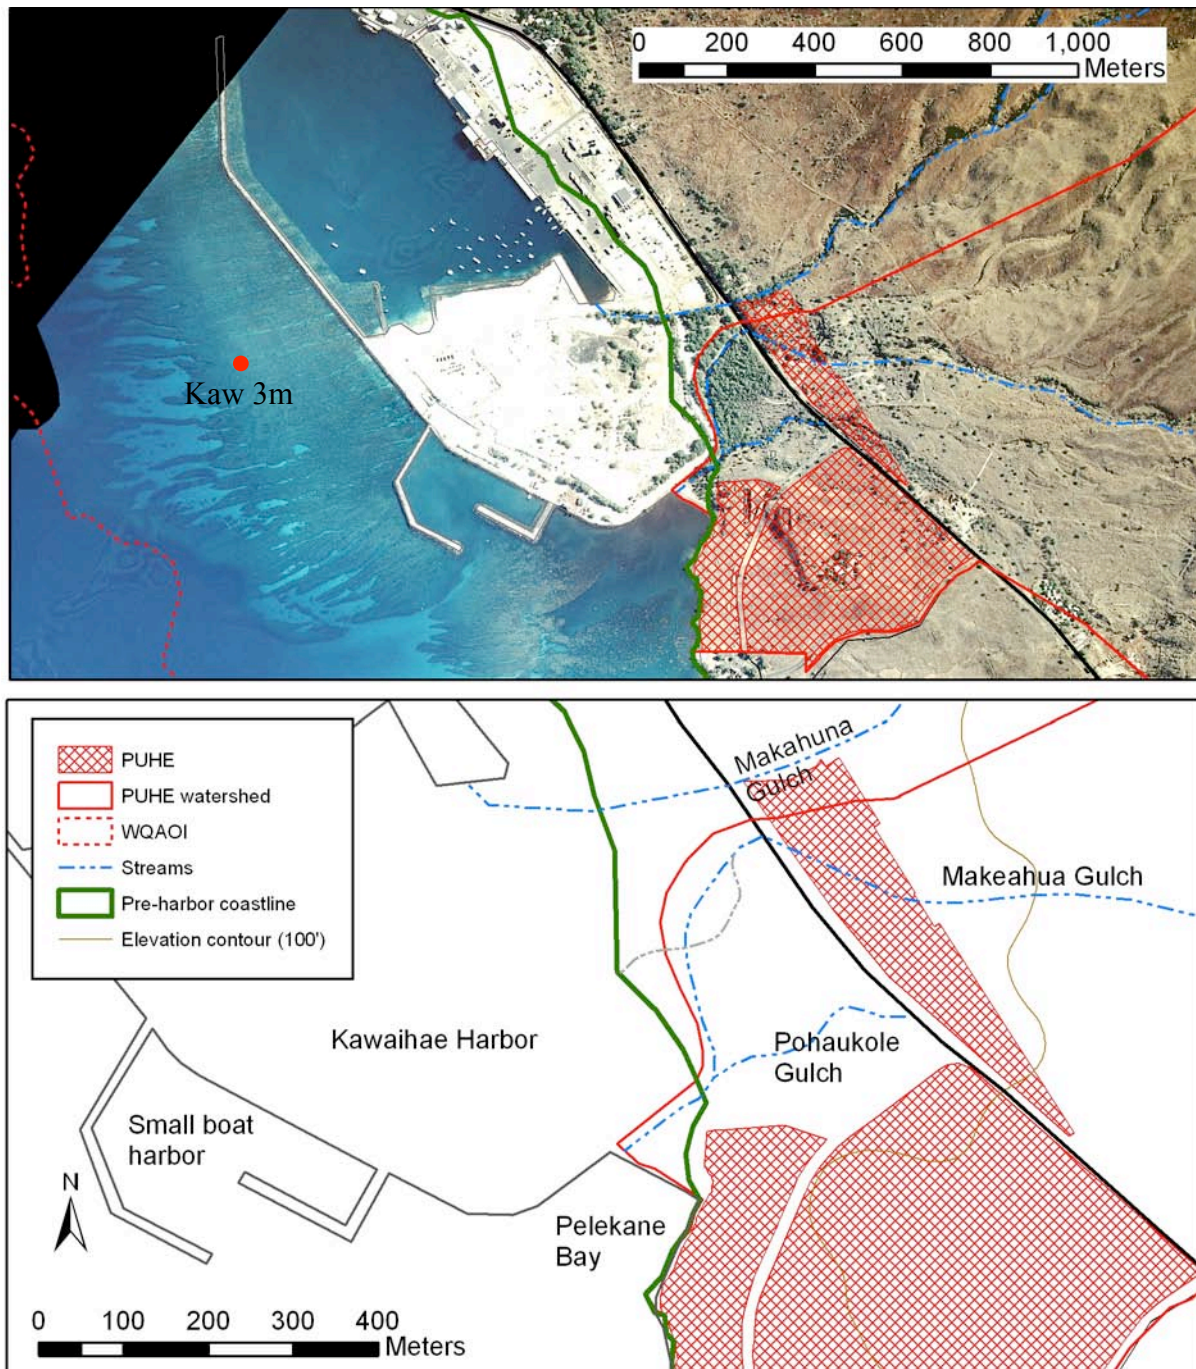 0 200 400 600 800 1,000
Meters
Kaw 3m
PUHE
PUHE watershed
WQAOI
Streams
Pre-harbor coastline
Elevation contour (100')
Makahuna
Gulch
Makeahua Gulch
Kawaihae Harbor
Pohaukole
Gulch
Small boat
harbor
N
Pelekane
Bay
0 100 200 300 400
Meters